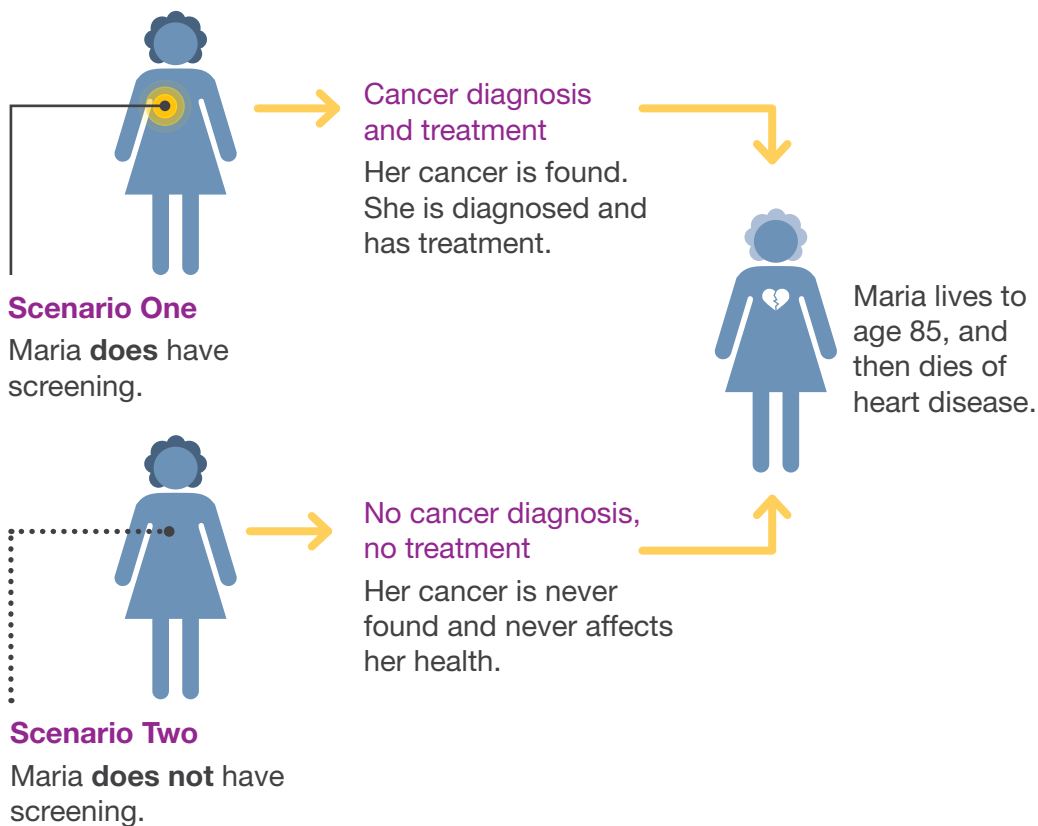 Cancer diagnosis
and treatment
Her cancer is found.
She is diagnosed and
has treatment.
Scenario One
Maria does have
screening.
Maria lives to
age 85, and
then dies of
heart disease.
No cancer diagnosis,
no treatment
Her cancer is never
found and never affects
her health.
Scenario Two
Maria does not have
screening.